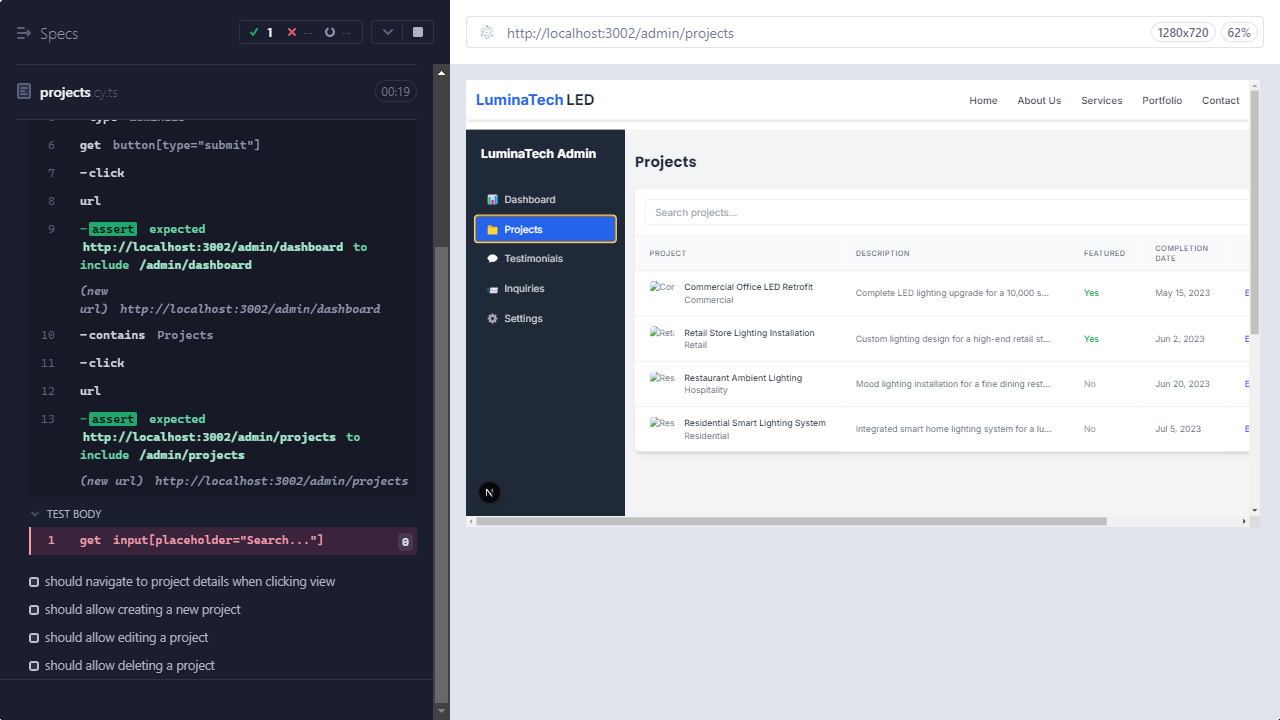 Specs
1
--
--
projects.cy.ts
00:19
6 get button[type="submit"]
7 -click
8 url
9 -assert expected
http://localhost:3002/admin/dashboard to
include /admin/dashboard
(new
url) http://localhost:3002/admin/dashboard
10 -contains Projects
11 -click
12 url
13 -assert expected
http://localhost:3002/admin/projects to
include /admin/projects
(new url) http://localhost:3002/admin/projects
TEST BODY
1 get input[placeholder="Search..."] 0
should navigate to project details when clicking view
should allow creating a new project
should allow editing a project
should allow deleting a project
http://localhost:3002/admin/projects
1280x720
62%
LuminaTech LED
Home About Us Services Portfolio Contact
LuminaTech Admin
Dashboard
Projects
Testimonials
Inquiries
Settings
N
Projects
Search projects...
PROJECT DESCRIPTION FEATURED COMPLETION
DATE
Cor Commercial Office LED Retrofit
Commercial
Complete LED lighting upgrade for a 10,000 s... Yes May 15, 2023 E
Reta Retail Store Lighting Installation
Retail
Custom lighting design for a high-end retail st... Yes Jun 2, 2023 E
Res Restaurant Ambient Lighting
Hospitality
Mood lighting installation for a fine dining rest... No Jun 20, 2023 E
Res Residential Smart Lighting System
Residential
Integrated smart home lighting system for a lu... No Jul 5, 2023 E